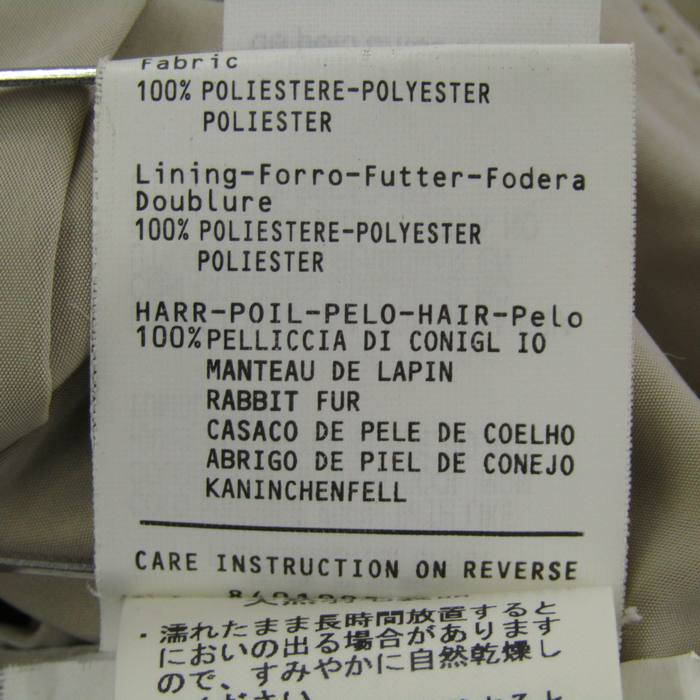 Fabric
100% POLIESTERE-POLYESTER
POLIESTER
Lining-Forro-Futter-Fodera
Doublure
100% POLIESTERE-POLYESTER
POLIESTER
HARR-POIL-PELO-HAIR-Pelo
100% PELLICCIA DI CONIGL IO
MANTEAU DE LAPIN
RABBIT FUR
CASACO DE PELE DE COELHO
ABRIGO DE PIEL DE CONEJO
KANINCHENFELL
CARE INSTRUCTION ON REVERSE
・濡れたまま長時間放置すると
においの出る場合があります
ので、すみやかに自然乾燥し